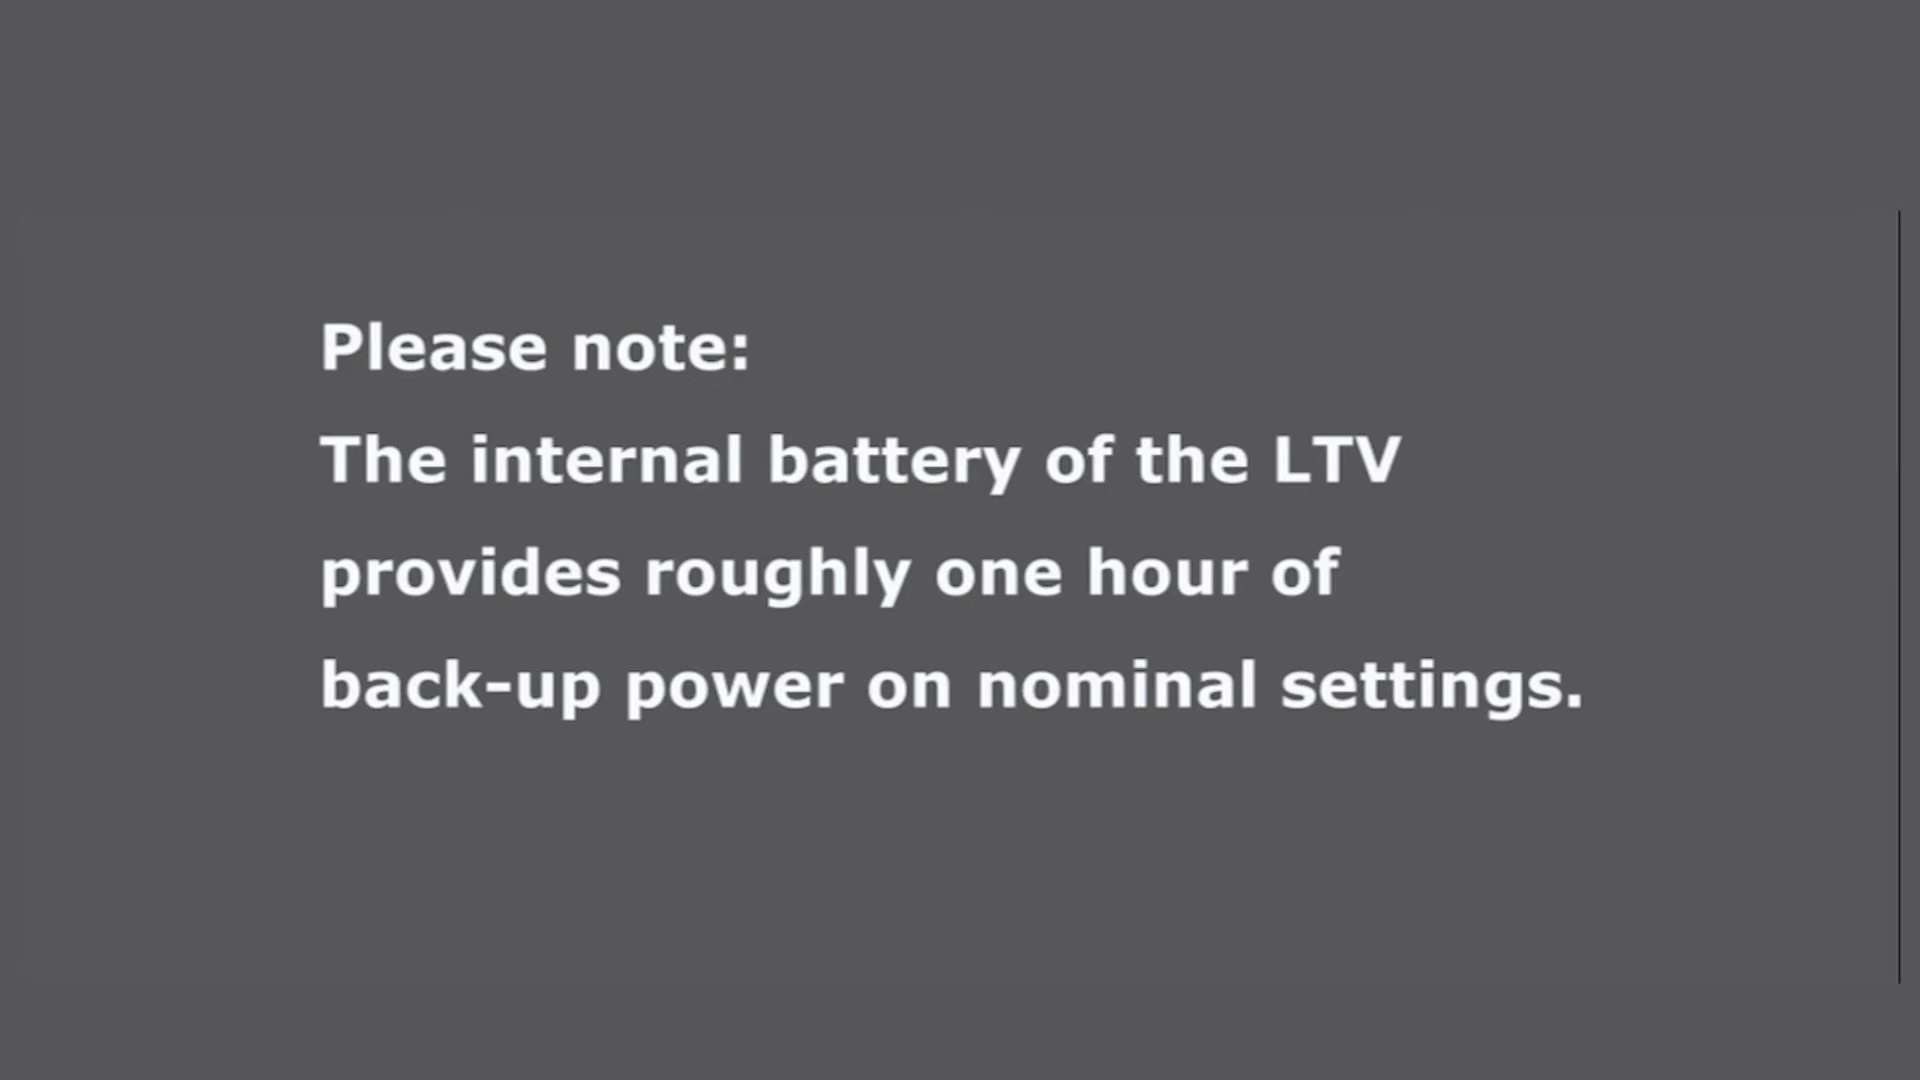 Please note:
The internal battery of the LTV
provides roughly one hour of
back-up power on nominal settings.